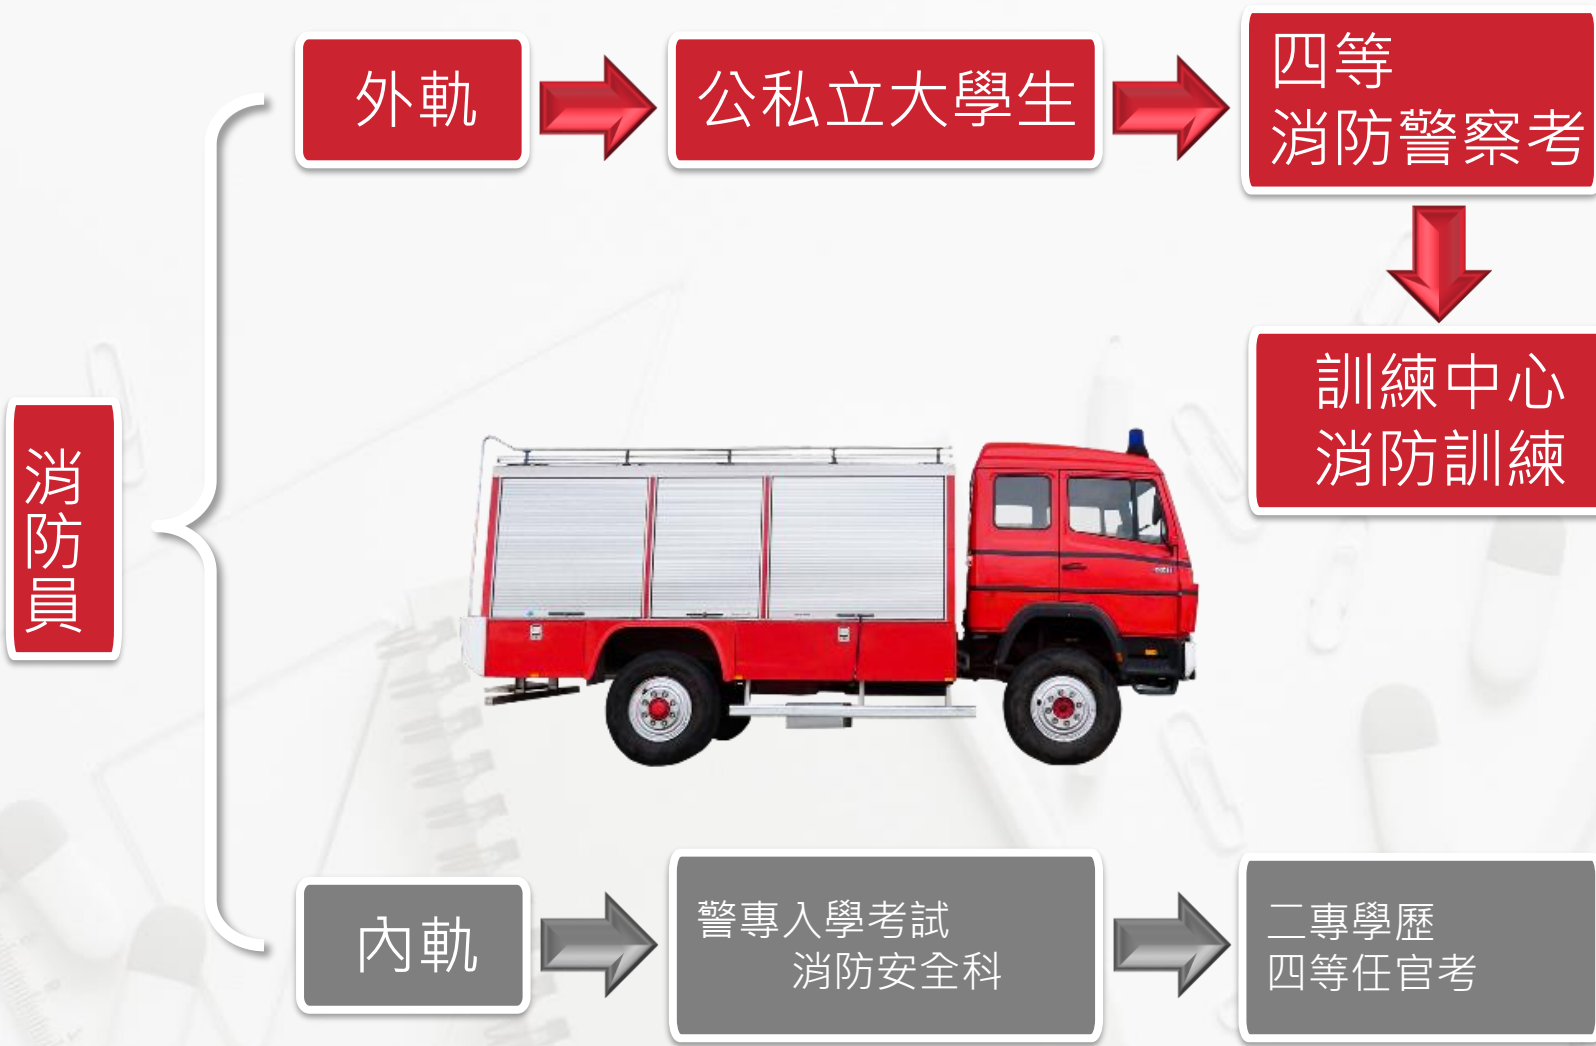 消防員
外軌
公私立大學生
四等
消防警察考
訓練中心
消防訓練
內軌
警專入學考試
消防安全科
二專學歷
四等任官考